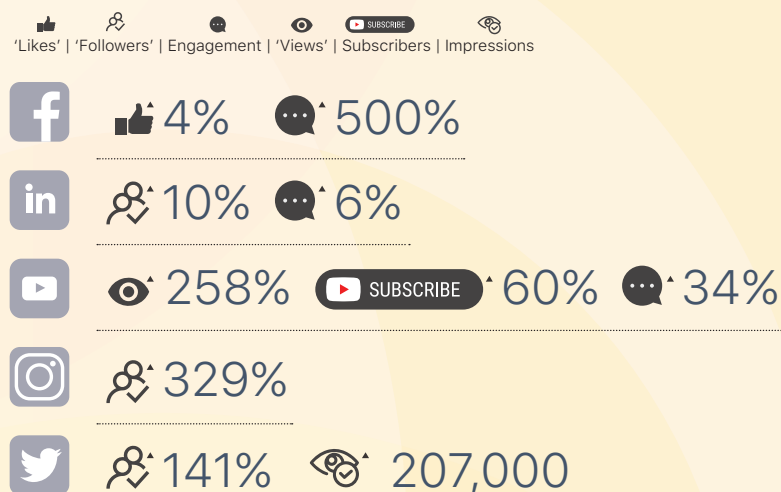 SUBSCRIBE
'Likes' | 'Followers' | Engagement | 'Views' | Subscribers | Impressions
4% 500%
in 10% 6%
258% SUBSCRIBE 60% 34%
329%
141% 207,000